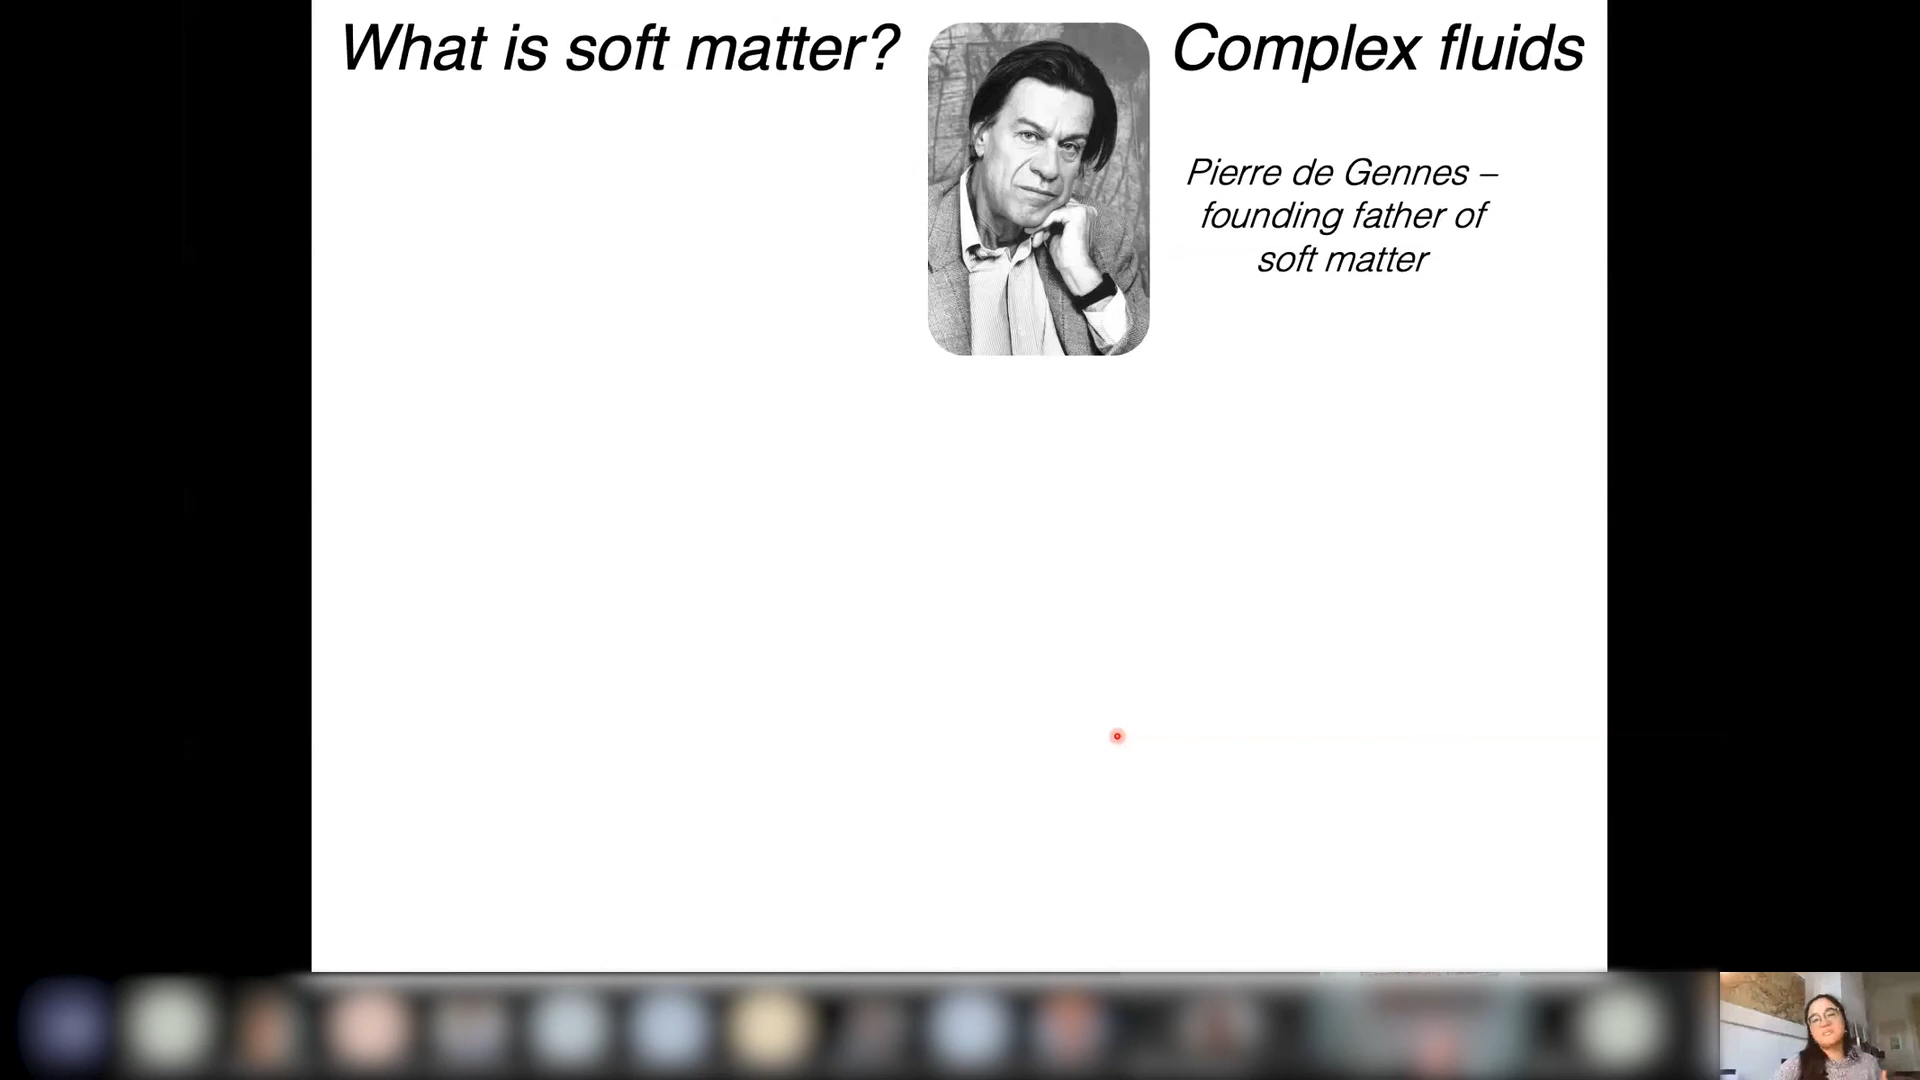 What is soft matter?
Complex fluids
Pierre de Gennes –
founding father of
soft matter